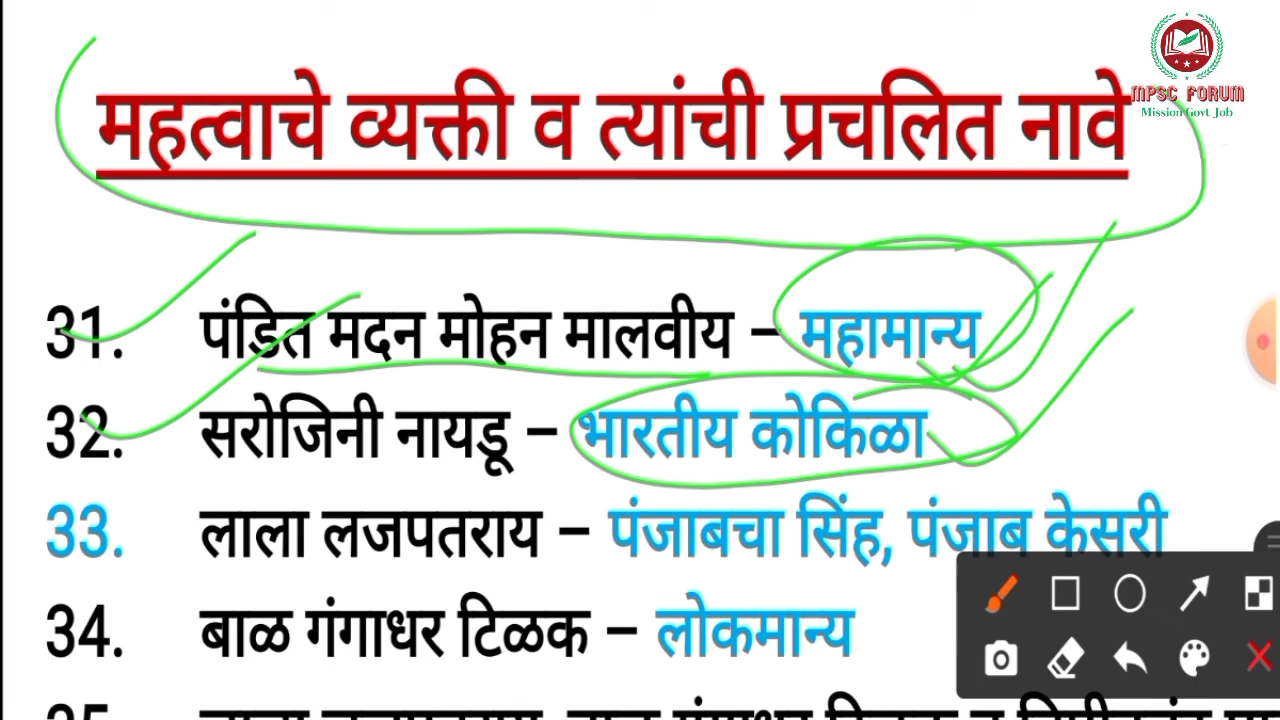 महत्वाचे व्यक्ती व त्यांची प्रचलित नावे
MPSC FORUM
Mission Govt Job
31. पंडित मदन मोहन मालवीय – महामान्य
32. सरोजिनी नायडू – भारतीय कोकिळा
33. लाला लजपतराय – पंजाबचा सिंह, पंजाब केसरी
34. बाळ गंगाधर टिळक – लोकमान्य